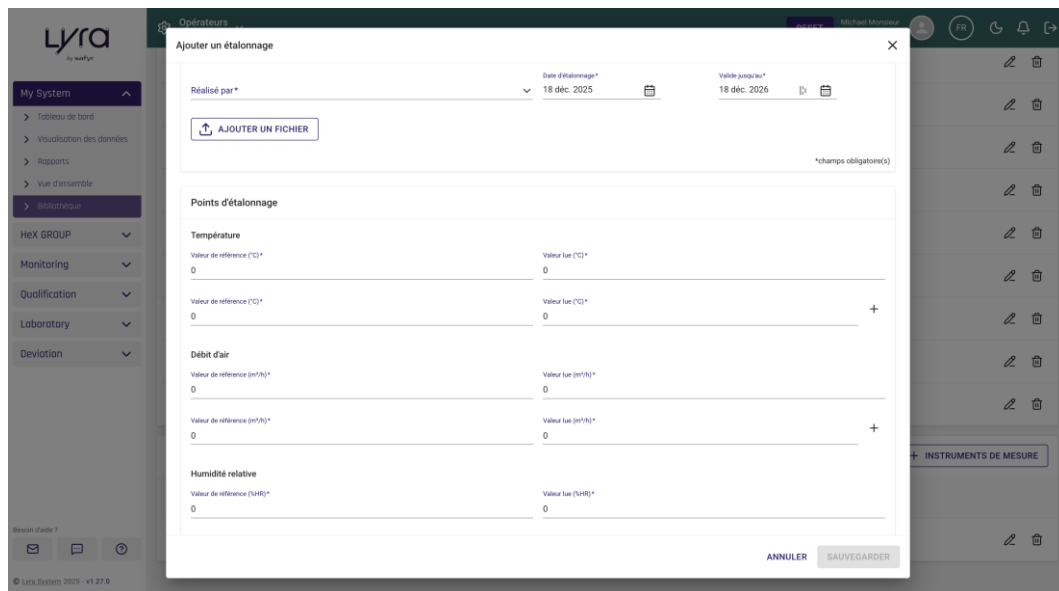 Lyra
by safyr
Opérateurs
RESET
Michael Monsieur
FR
My System
Tableau de bord
Visualisation des données
Rapports
Vue d'ensemble
Bibliothèque
HeX GROUP
Monitoring
Qualification
Laboratory
Deviation
Besoin d'aide ?
© Lyra System 2025 - v1.27.0
Ajouter un étalonnage
Réalisé par*
Date d'étalonnage*
18 déc. 2025
Valide jusqu'au*
18 déc. 2026
AJOUTER UN FICHIER
*champs obligatoire(s)
Points d'étalonnage
Température
Valeur de référence (°C)* Valeur lue (°C)*
0 0
Valeur de référence (°C)* Valeur lue (°C)*
0 0
Débit d'air
Valeur de référence (m³/h)* Valeur lue (m³/h)*
0 0
Valeur de référence (m³/h)* Valeur lue (m³/h)*
0 0
Humidité relative
Valeur de référence (%HR)* Valeur lue (%HR)*
0 0
ANNULER SAUVEGARDER
+ INSTRUMENTS DE MESURE